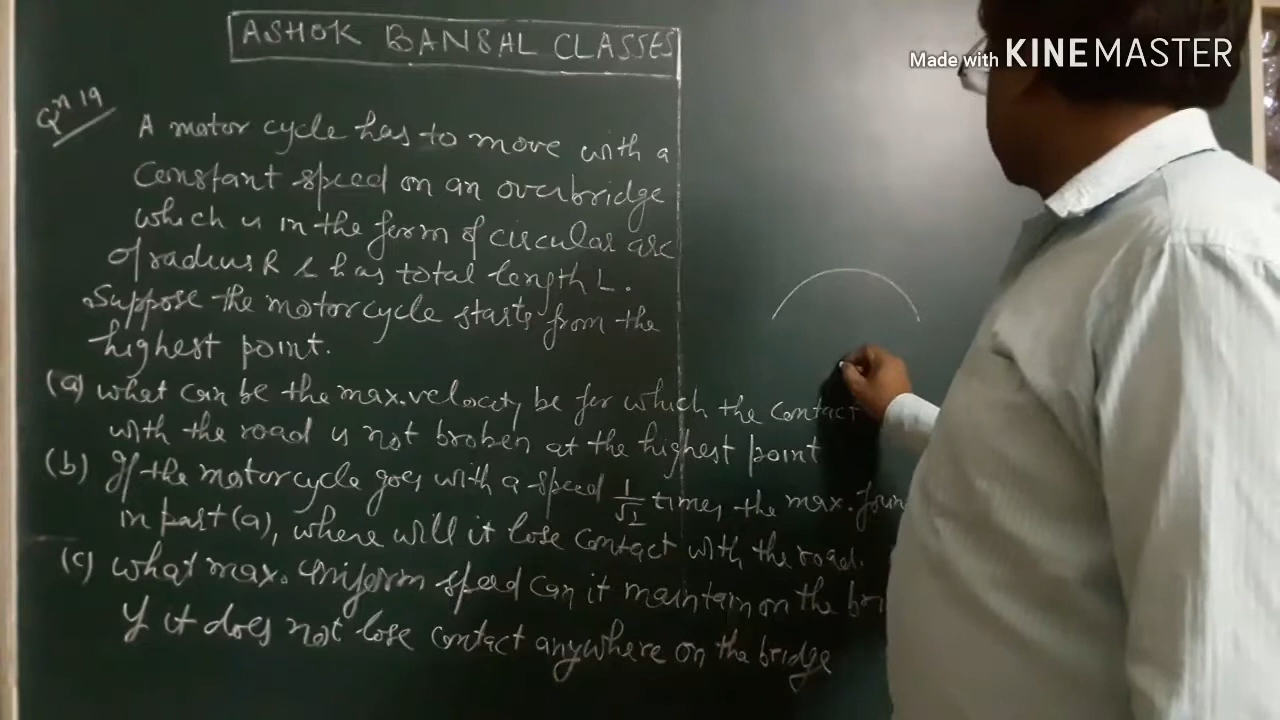 ASHOK BANSAL CLASSES
Made with KINEMASTER
Qn 19
A motor cycle has to move with a
constant speed on an overbridge
which is in the form of circular arc
of radius R & has total length L.
Suppose the motorcycle starts from the
highest point.
(a) what can be the max. velocity be for which the contact
with the road is not broken at the highest point
(b) If the motorcycle goes with a speed 1/√2 times the max. foun
in part (a), where will it lose contact with the road.
(c) what max. uniform speed can it maintain on the bri
if it does not lose contact anywhere on the bridge